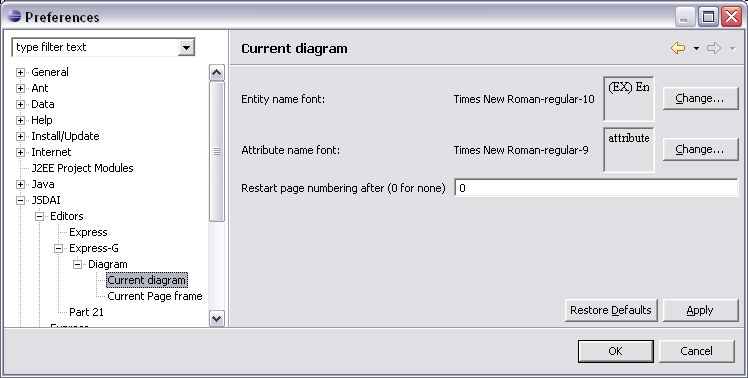 Preferences
type filter text
General
Ant
Data
Help
Install/Update
Internet
J2EE Project Modules
Java
JSDAI
Editors
Express
Express-G
Diagram
Current diagram
Current Page frame
Part 21
Express
Current diagram
Entity name font:
Times New Roman-regular-10
(EX) En
Change...
Attribute name font:
Times New Roman-regular-9
attribute
Change...
Restart page numbering after (0 for none)
0
Restore Defaults
Apply
OK
Cancel